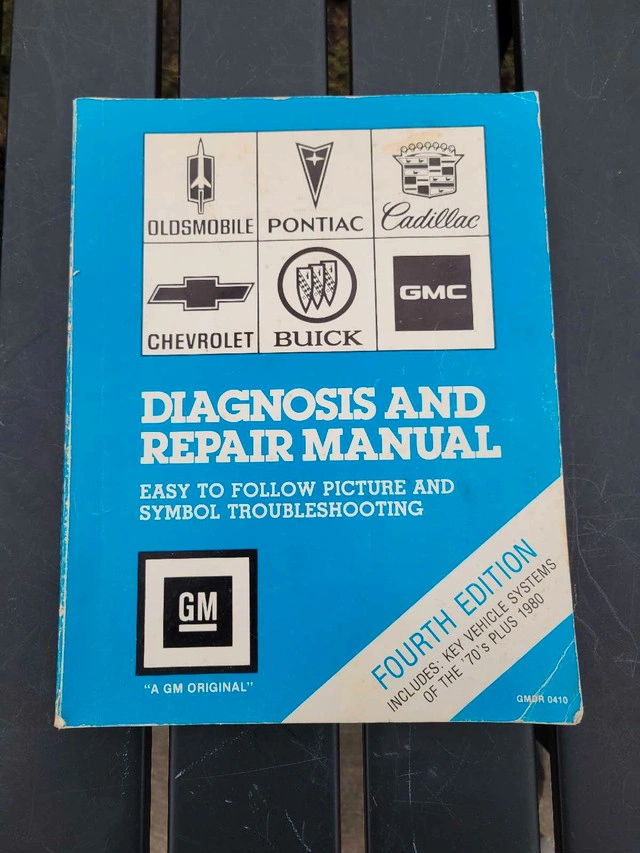 OLDSMOBILE
PONTIAC
Cadillac
CHEVROLET
BUICK
GMC
DIAGNOSIS AND
REPAIR MANUAL
EASY TO FOLLOW PICTURE AND
SYMBOL TROUBLESHOOTING
GM
"A GM ORIGINAL"
FOURTH EDITION
INCLUDES: KEY VEHICLE SYSTEMS
OF THE '70's PLUS 1980
GMDR 0410